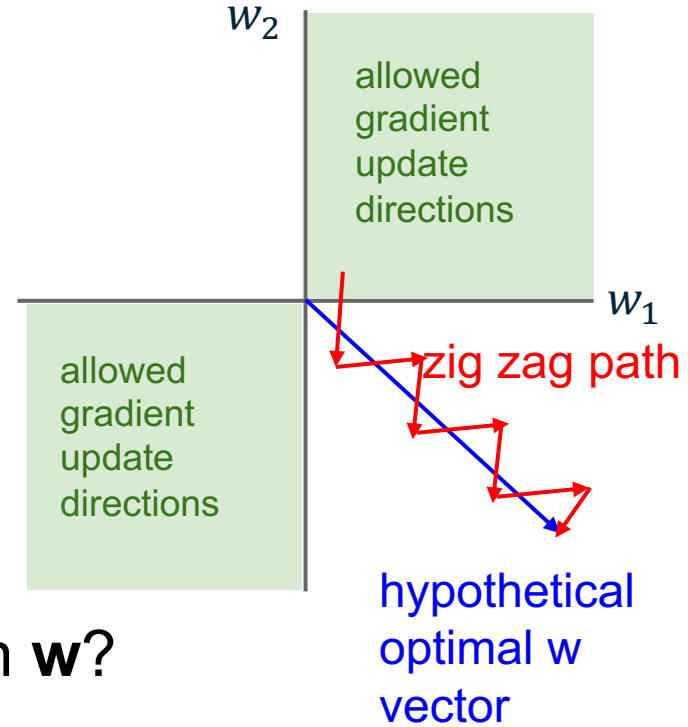 w₂
allowed
gradient
update
directions
w₁
zig zag path
allowed
gradient
update
directions
hypothetical
optimal w
vector
w?